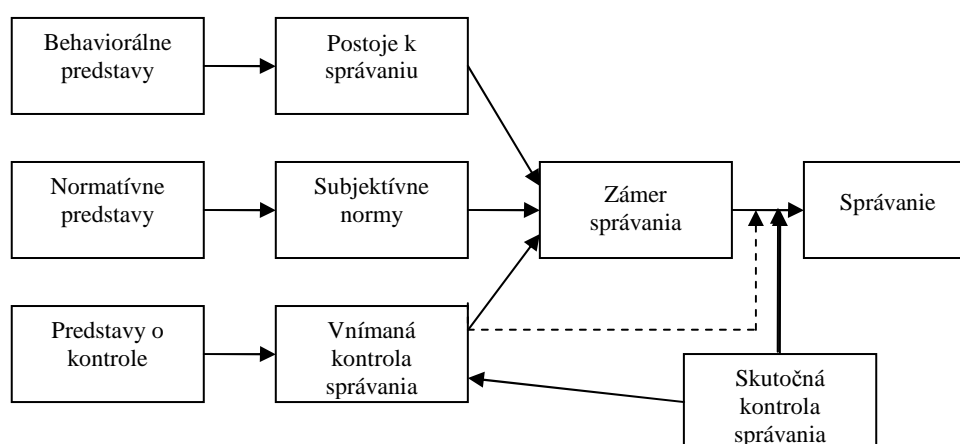 Behaviorálne
predstavy
Postoje k
správaniu
Normatívne
predstavy
Subjektívne
normy
Zámer
správania
Správanie
Predstavy o
kontrole
Vnímaná
kontrola
správania
Skutočná
kontrola
správania